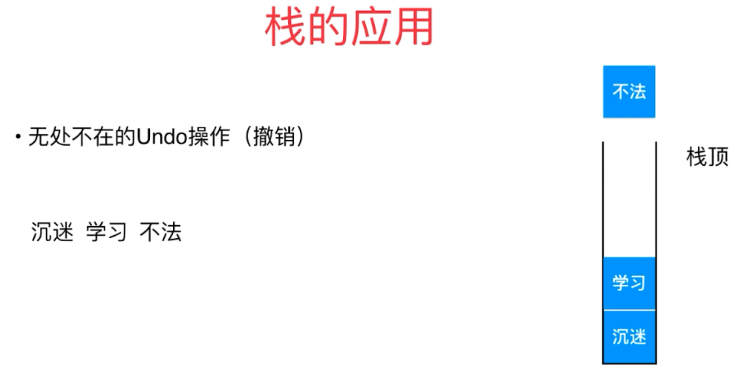 栈的应用
不法
• 无处不在的Undo操作（撤销）
栈顶
沉迷 学习 不法
学习
沉迷